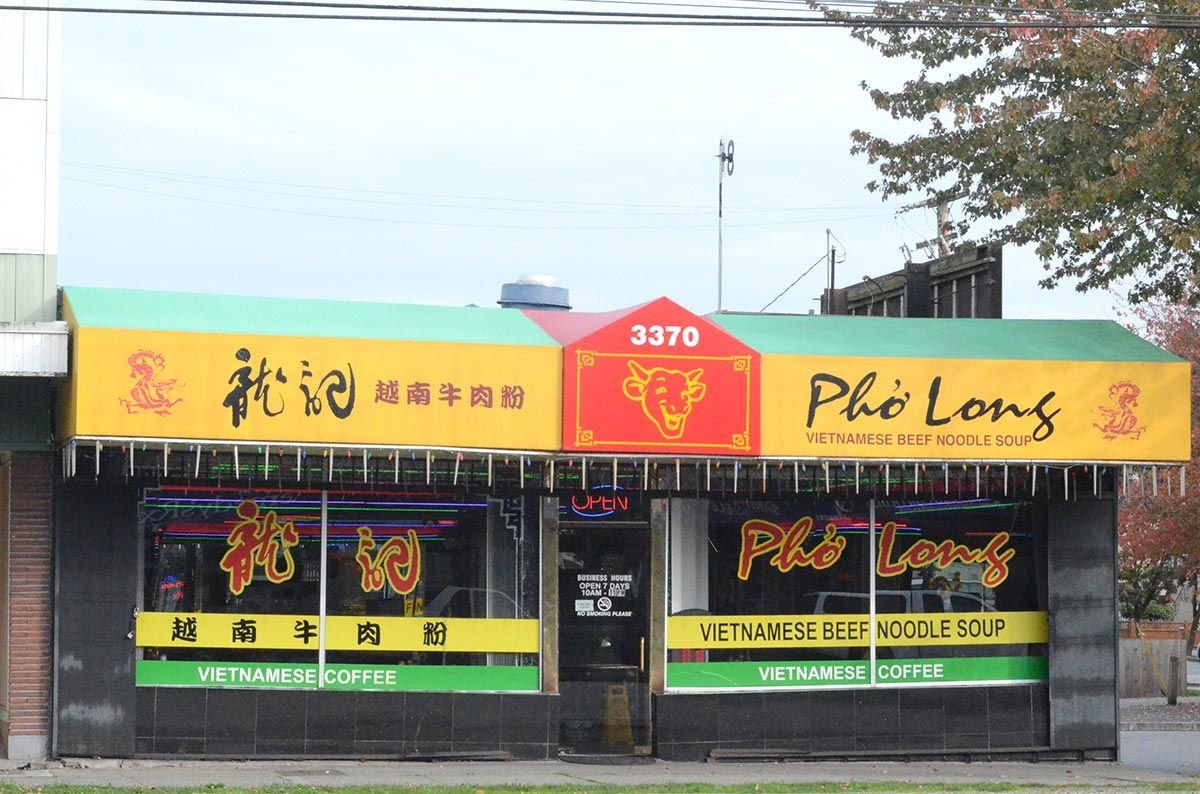 3370
龍記 越南牛肉粉
Phở Long
VIETNAMESE BEEF NOODLE SOUP
OPEN
龍記
越南牛肉粉
VIETNAMESE COFFEE
BUSINESS HOURS
OPEN 7 DAYS
10AM -
NO SMOKING PLEASE
Phở Long
VIETNAMESE BEEF NOODLE SOUP
VIETNAMESE COFFEE